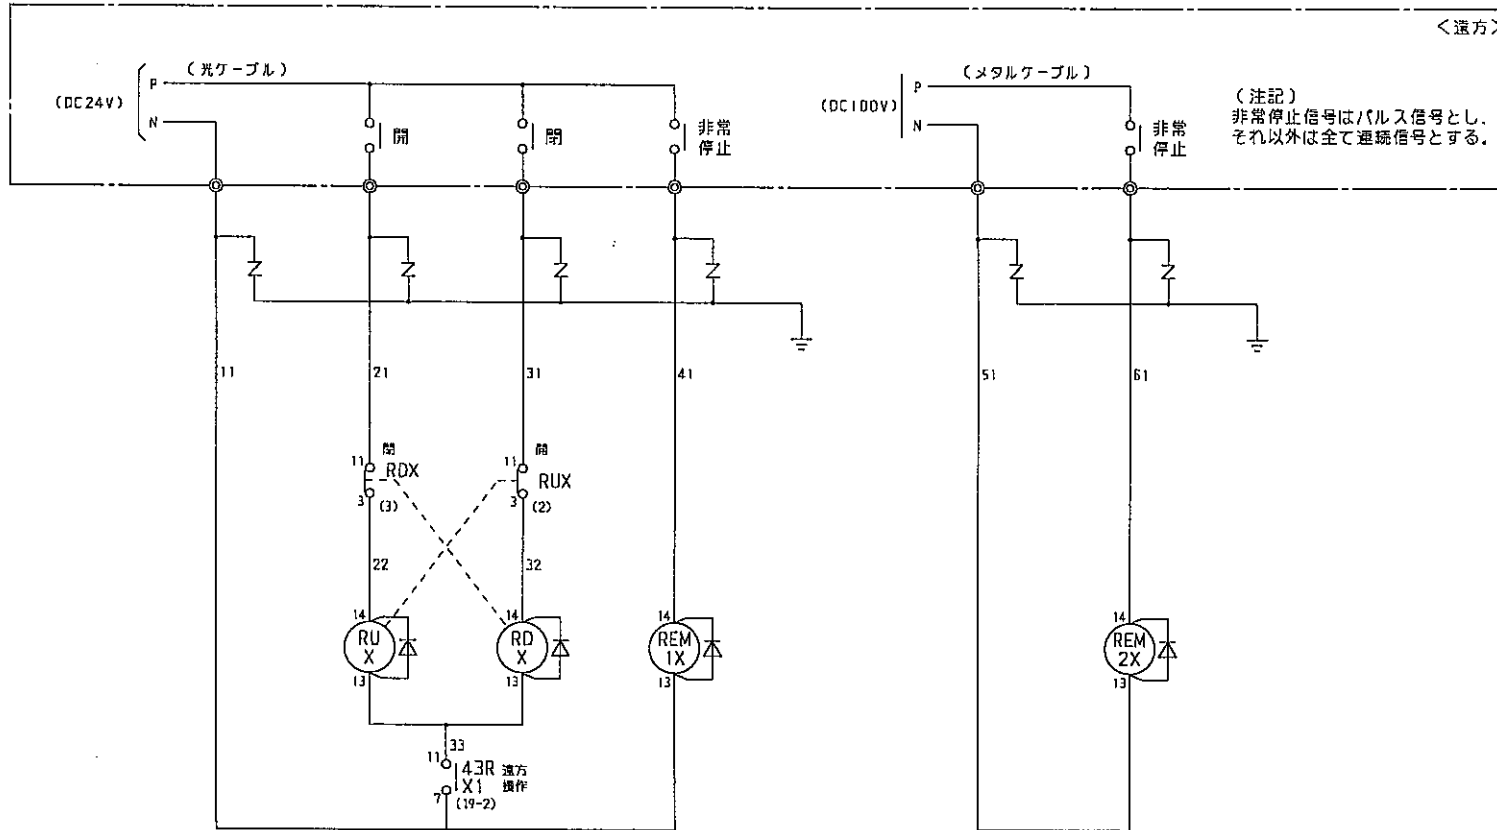 <遠方>
(光ケーブル)
(DC24V)
P
N
開
閉
非常
停止
(メタルケーブル)
(DC100V)
P
N
非常
停止
(注記)
非常停止信号はパルス信号とし、
それ以外は全て連続信号とする。
Z
Z
Z
Z
Z
Z
11
21
31
41
51
61
閉
11
RDX
3
(3)
開
11
RUX
3
(2)
22
32
14
RU
X
13
14
RD
X
13
14
REM
1X
13
14
REM
2X
13
33
11
43R 遠方
X1 操作
7
(19-2)